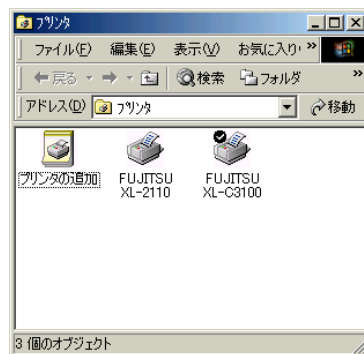 プリンタ
ファイル(F) 編集(E) 表示(V) お気に入り »
戻る 検索 フォルダ »
アドレス(D) プリンタ 移動
プリンタの追加
FUJITSU XL-2110
FUJITSU XL-C3100
3 個のオブジェクト